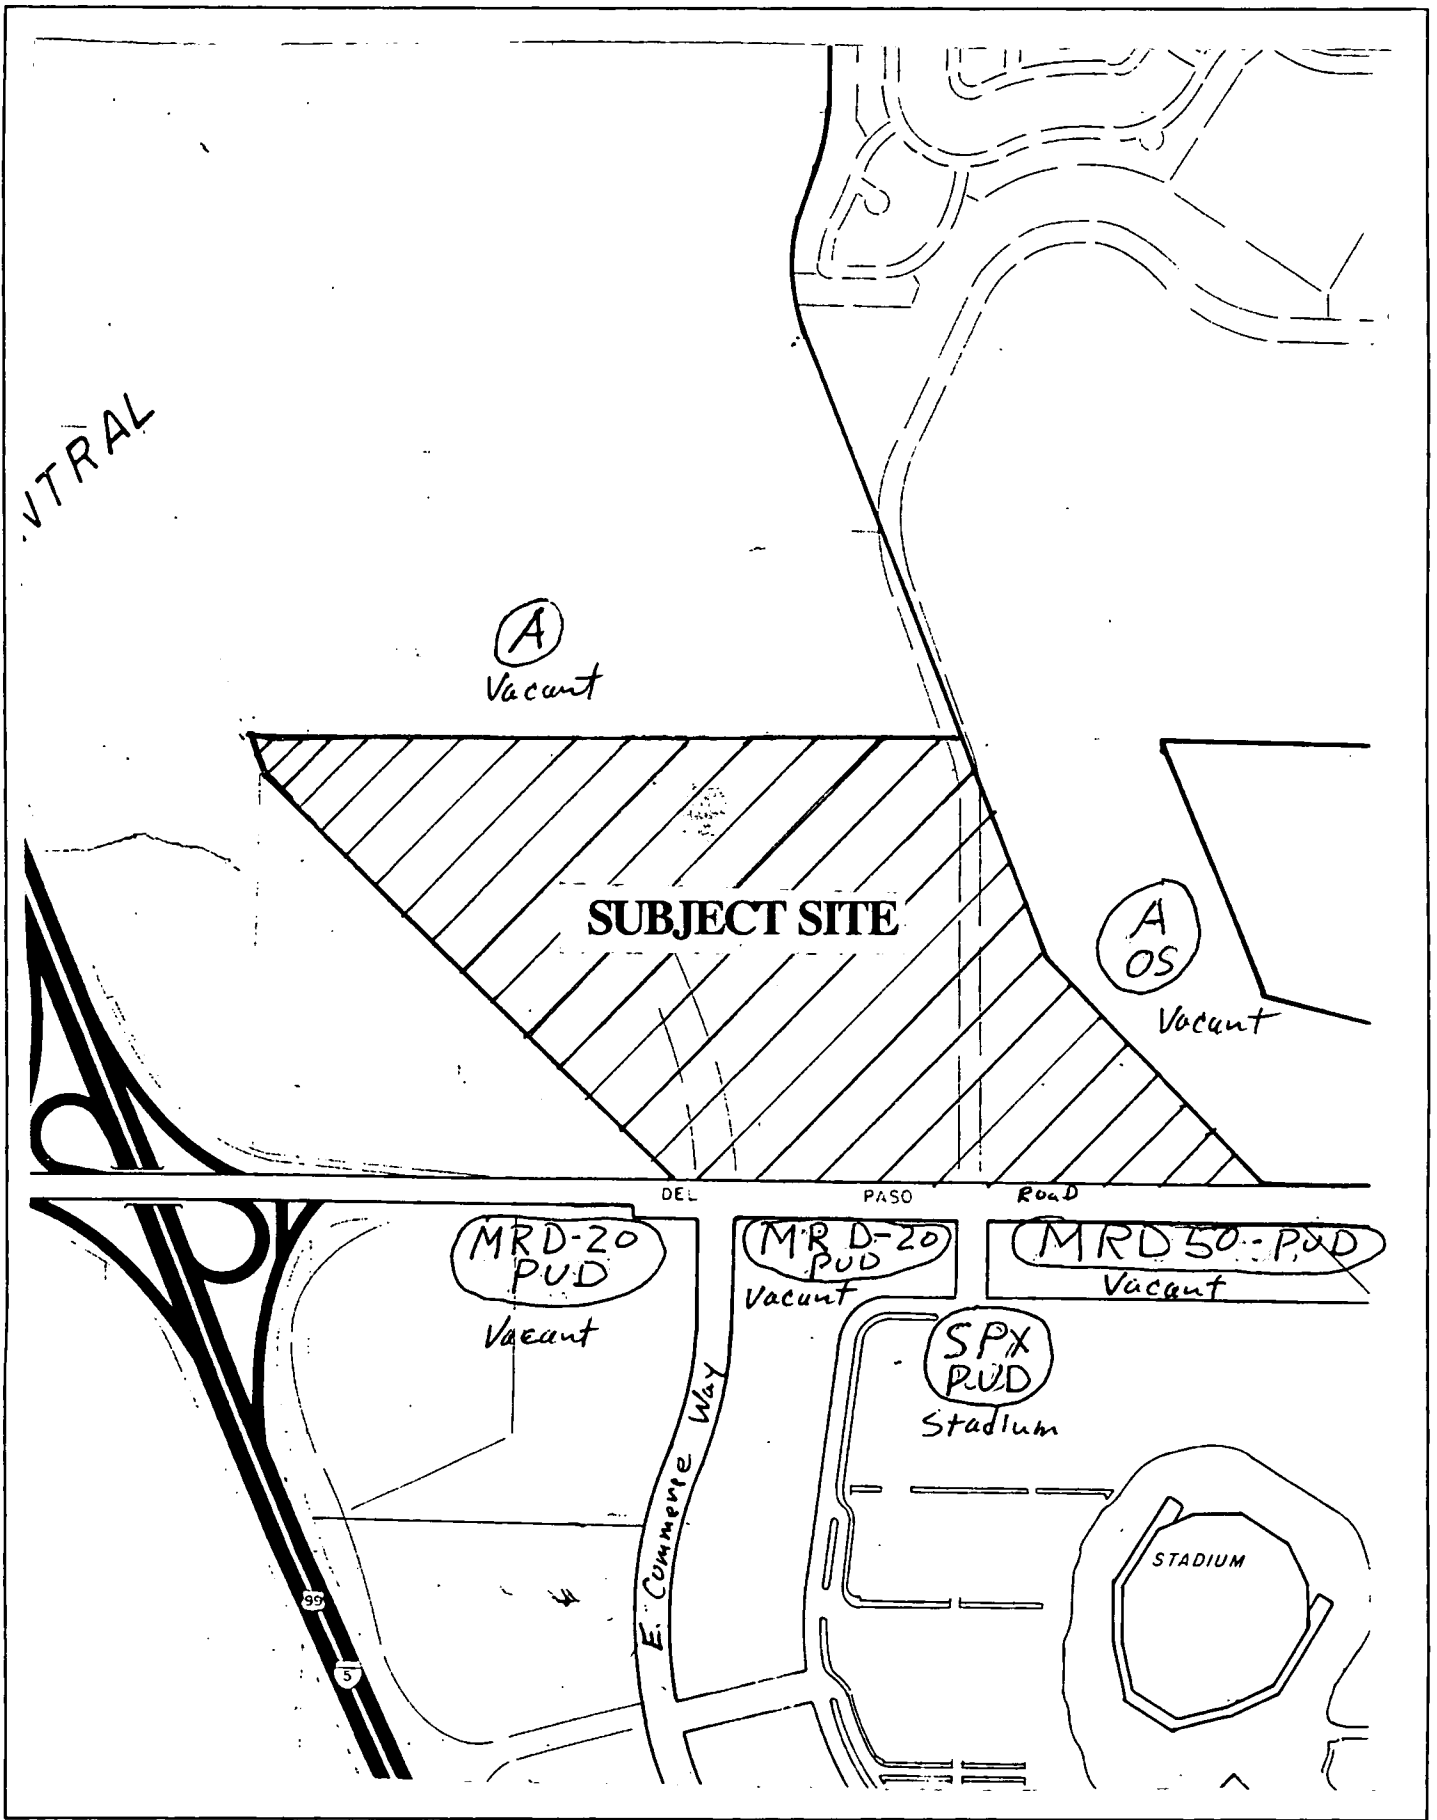 NTRAL
A
Vacant
SUBJECT SITE
A
OS
Vacant
DEL PASO ROAD
MRD-20
PUD
Vacant
MRD-20
PUD
Vacant
MRD 50-PUD
Vacant
SPX
PUD
Stadium
E. Commerce Way
STADIUM
99
5